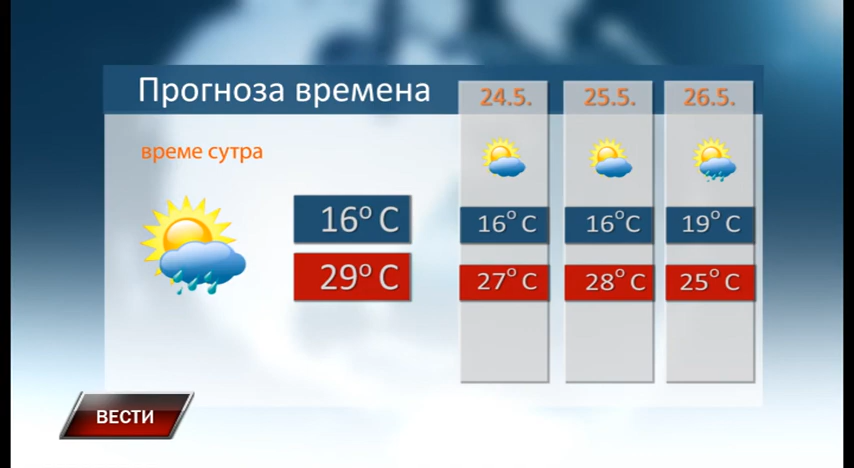 Прогноза времена
24.5. 25.5. 26.5.
време сутра
16° C
29° C
16° C 16°C 19° C
27° C 28° C 25° C
ВЕСТИ